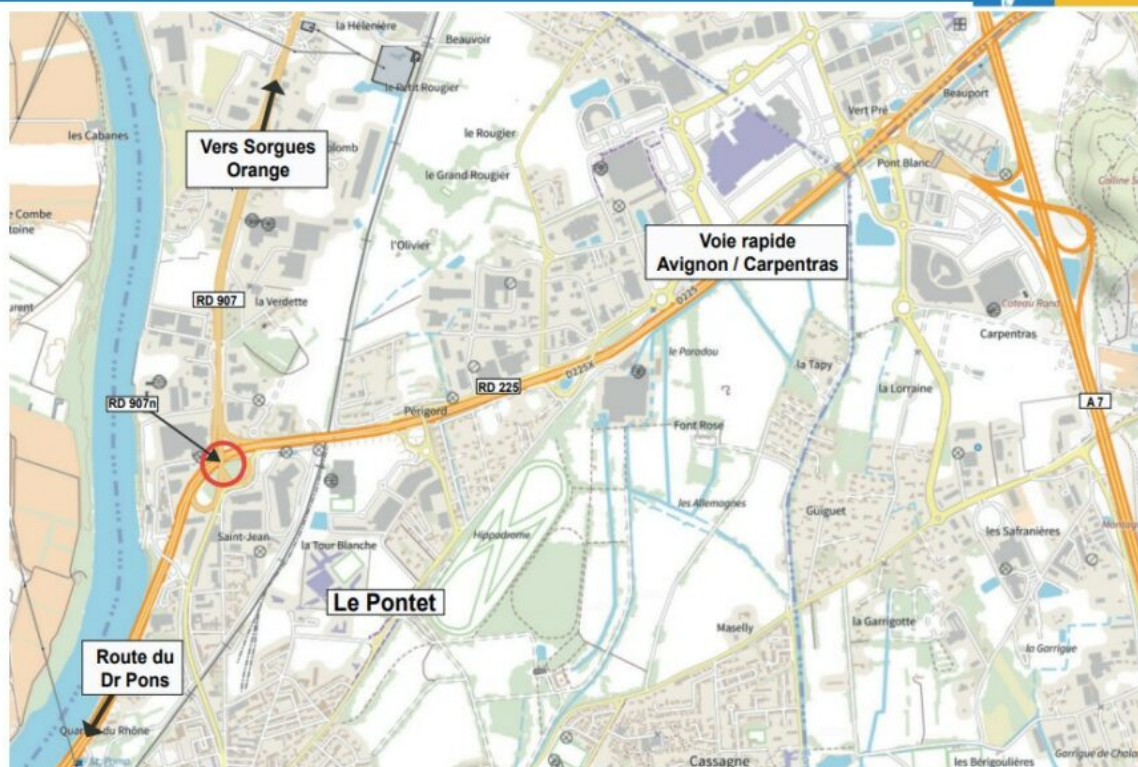 la Hélenière
Beauvoir
le Petit Rougier
Beauport
Vert Pré
les Cabanes
Vers Sorgues
Orange
le Rougier
Pont Blanc
le Grand Rougier
l'Olivier
Voie rapide
Avignon / Carpentras
RD 907
la Verdette
D225
Coteau Rand
Carpentras
le Paradou
la Tapy
D225X
RD 225
la Lorraine
A 7
RD 907n
Périgord
Font Rose
les Allemagnes
Guiguet
Saint-Jean
la Tour Blanche
Hippodrome
les Safranières
Le Pontet
Maselly
la Garrigotte
la Garrigue
Route du
Dr Pons
Cassagne
les Bérigoulières